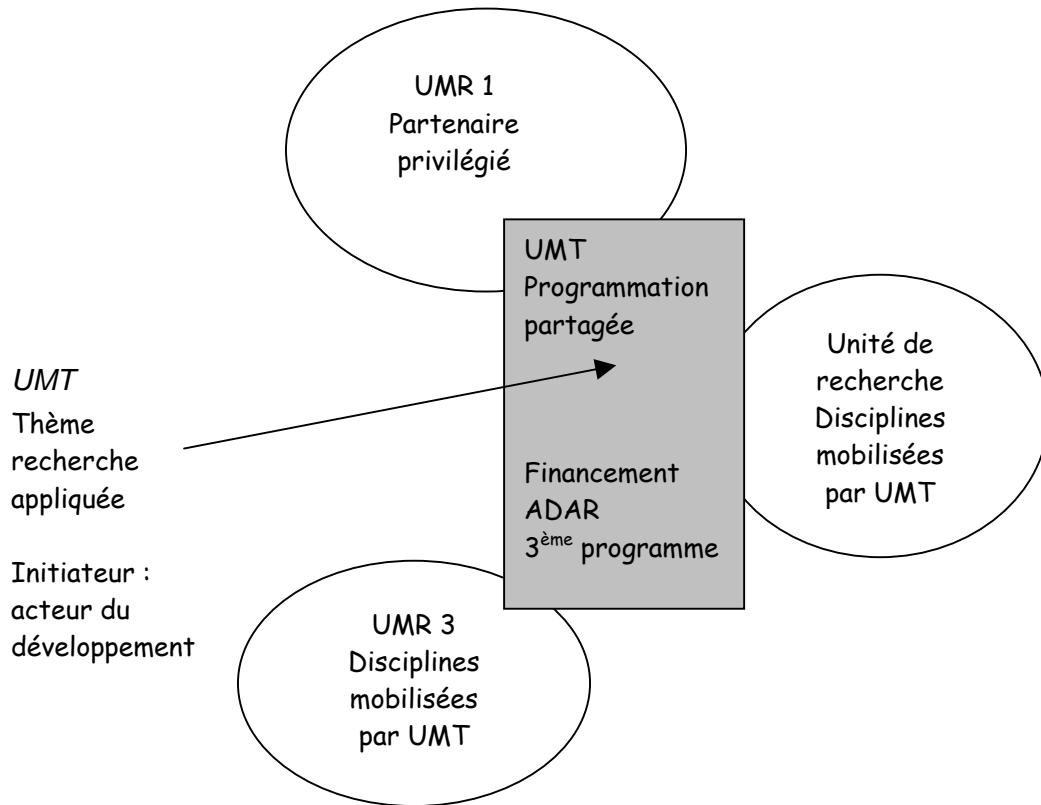 UMR 1
Partenaire
privilégié
UMT
Programmation
partagée
Financement
ADAR
3ème programme
Unité de
recherche
Disciplines
mobilisées
par UMT
UMT
Thème
recherche
appliquée
Initiateur :
acteur du
développement
UMR 3
Disciplines
mobilisées
par UMT